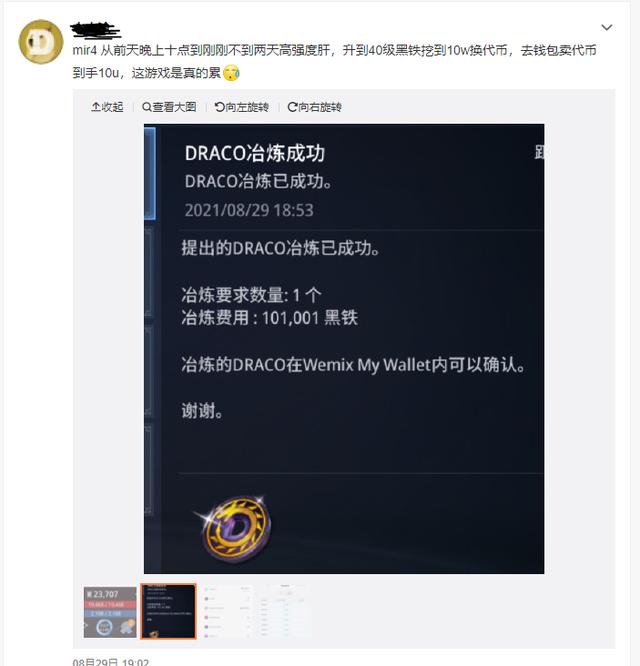 mir4 从前天晚上十点到刚刚不到两天高强度肝，升到40级黑铁挖到10w换代币，去钱包卖代币
到手10u，这游戏是真的累
收起 查看大图 向左旋转 向右旋转
DRACO冶炼成功
DRACO冶炼已成功。
2021/08/29 18:53
提出的DRACO冶炼已成功。
冶炼要求数量: 1 个
冶炼费用 : 101,001 黑铁
冶炼的DRACO在Wemix My Wallet内可以确认。
谢谢。
23,707
08月29日 19:02